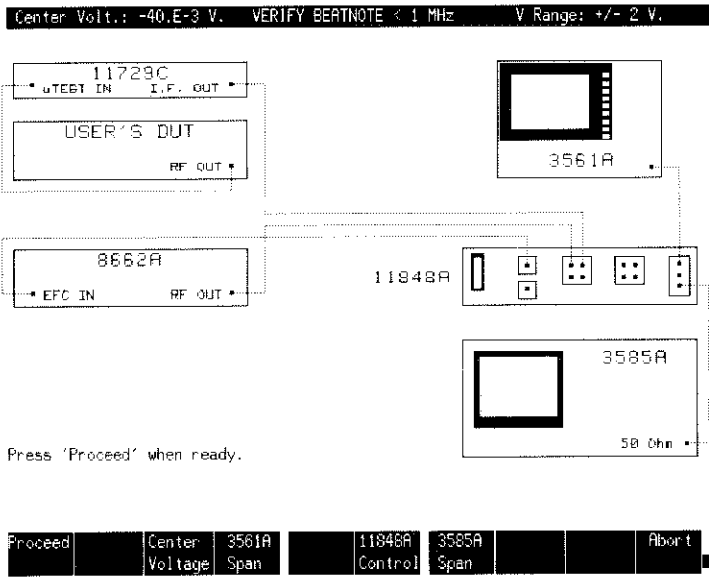 Center Volt.: -40.E-3 V. VERIFY BEATNOTE < 1 MHz V Range: +/- 2 V.
11729C
uTEST IN I.F. OUT
USER'S DUT
RF OUT
3561A
8662A
EFC IN RF OUT
11848A
3585A
50 Ohm
Press 'Proceed' when ready.
Proceed Center Voltage 3561A Span 11848A Control 3585A Span Abort